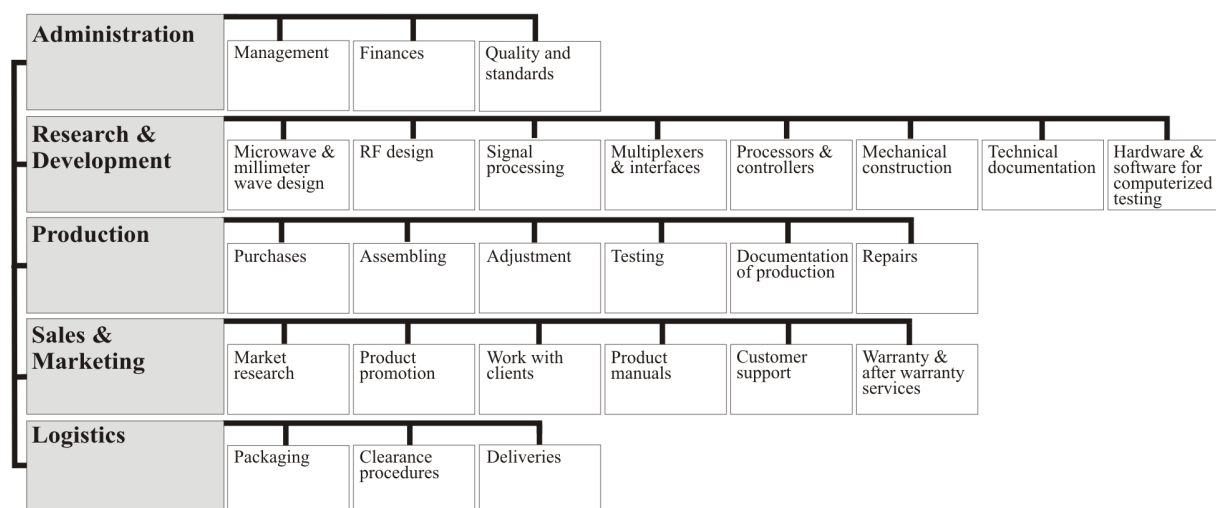 Administration
Management
Finances
Quality and
standards
Research &
Development
Microwave &
millimeter
wave design
RF design
Signal
processing
Multiplexers
& interfaces
Processors &
controllers
Mechanical
construction
Technical
documentation
Hardware &
software for
computerized
testing
Production
Purchases
Assembling
Adjustment
Testing
Documentation
of production
Repairs
Sales &
Marketing
Market
research
Product
promotion
Work with
clients
Product
manuals
Customer
support
Warranty &
after warranty
services
Logistics
Packaging
Clearance
procedures
Deliveries